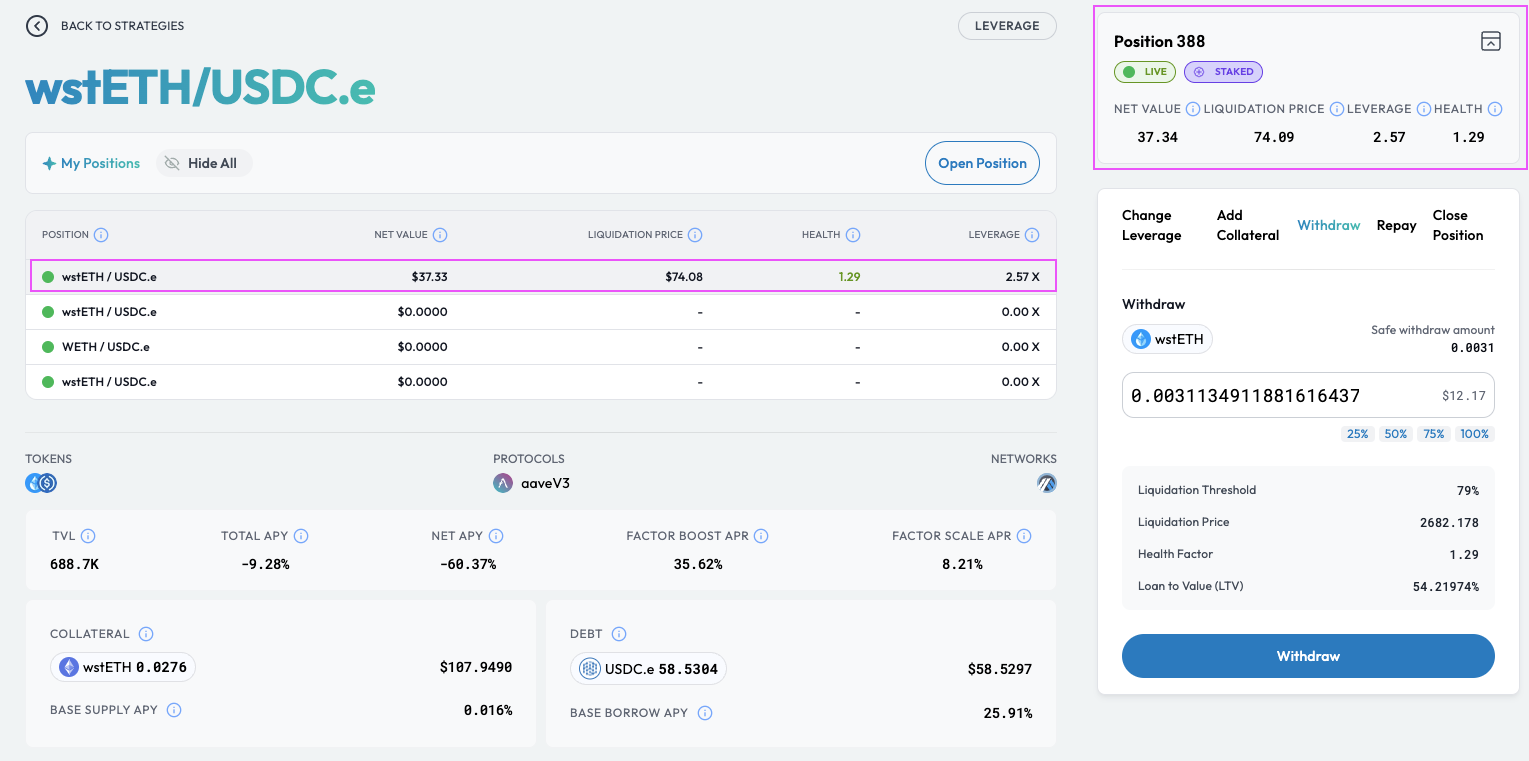 BACK TO STRATEGIES
LEVERAGE
wstETH/USDC.e
My Positions
Hide All
Open Position
POSITION NET VALUE LIQUIDATION PRICE HEALTH LEVERAGE
wstETH / USDC.e $37.33 $74.08 1.29 2.57 X
wstETH / USDC.e $0.0000 - - 0.00 X
WETH / USDC.e $0.0000 - - 0.00 X
wstETH / USDC.e $0.0000 - - 0.00 X
TOKENS PROTOCOLS NETWORKS
aaveV3
TVL TOTAL APY NET APY FACTOR BOOST APR FACTOR SCALE APR
688.7K -9.28% -60.37% 35.62% 8.21%
COLLATERAL
wstETH 0.0276 $107.9490
BASE SUPPLY APY 0.016%
DEBT
USDC.e 58.5304 $58.5297
BASE BORROW APY 25.91%
Position 388
LIVE STAKED
NET VALUE LIQUIDATION PRICE LEVERAGE HEALTH
37.34 74.09 2.57 1.29
Change Leverage
Add Collateral
Withdraw
Repay
Close Position
Withdraw
wstETH
Safe withdraw amount
0.0031
0.0031134911881616437 $12.17
25% 50% 75% 100%
Liquidation Threshold 79%
Liquidation Price 2682.178
Health Factor 1.29
Loan to Value (LTV) 54.21974%
Withdraw